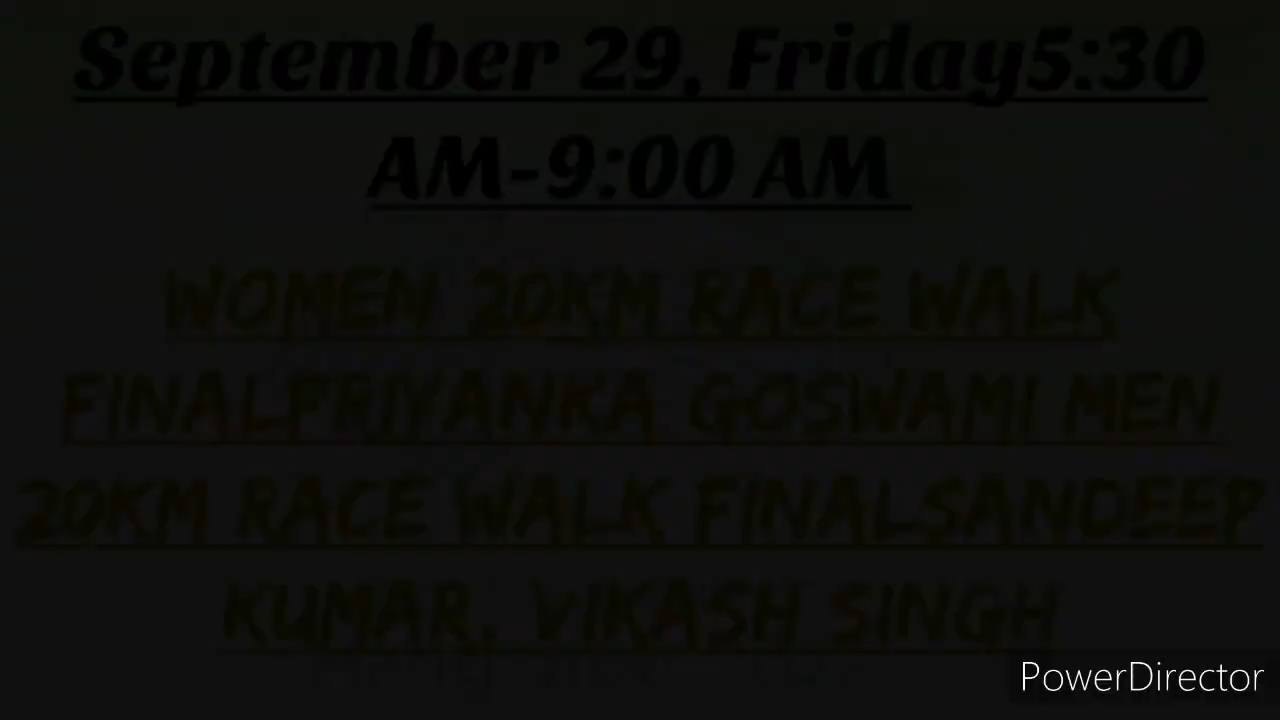 September 29, Friday5:30
AM-9:00 AM
WOMEN 20KM RACE WALK
FINALPRIYANKA GOSWAMI MEN
20KM RACE WALK FINALSANDEEP
KUMAR, VIKASH SINGH
PowerDirector